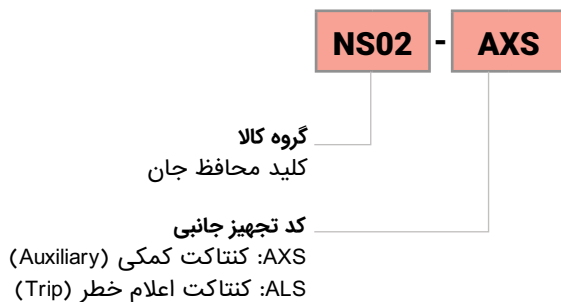 NS02 - AXS
گروه کالا
کلید محافظ جان
کد تجهیز جانبی
AXS: کنتاکت کمکی (Auxiliary)
ALS: کنتاکت اعلام خطر (Trip)